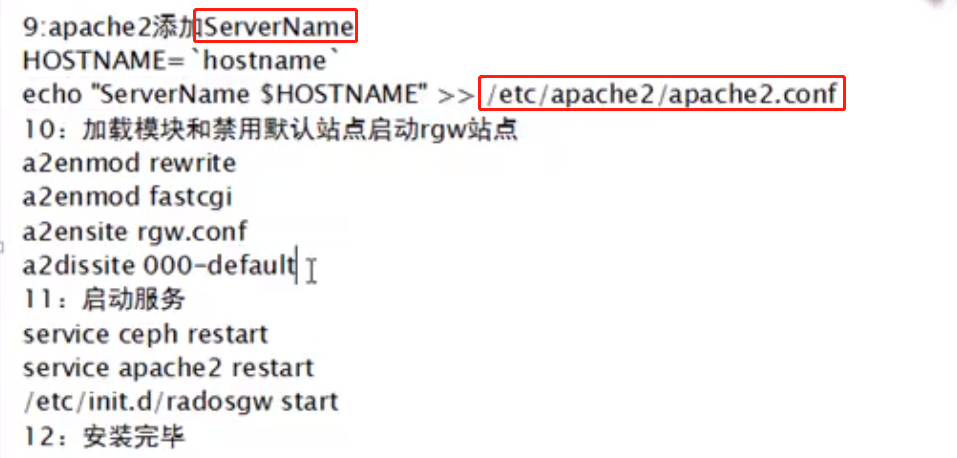 9:apache2添加ServerName
HOSTNAME=`hostname`
echo "ServerName $HOSTNAME" >> /etc/apache2/apache2.conf
10：加载模块和禁用默认站点启动rgw站点
a2enmod rewrite
a2enmod fastcgi
a2ensite rgw.conf
a2dissite 000-default
11：启动服务
service ceph restart
service apache2 restart
/etc/init.d/radosgw start
12：安装完毕